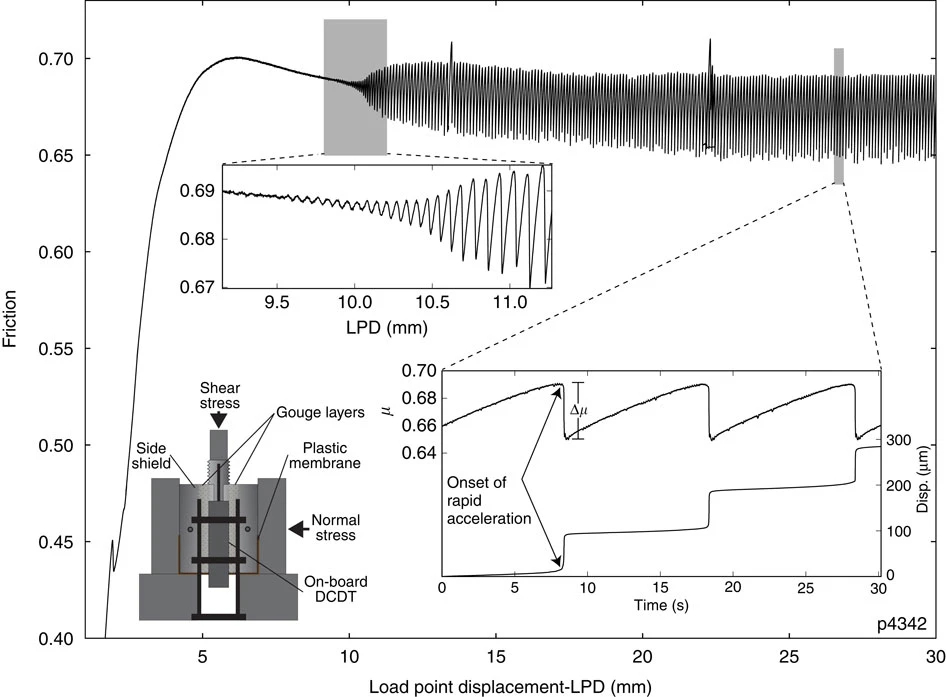 Friction
0.70
0.65
0.60
0.55
0.50
0.45
0.40
5
10
15
20
25
30
Load point displacement-LPD (mm)
0.69
0.68
0.67
9.5
10.0
10.5
11.0
LPD (mm)
Shear
stress
Gouge layers
Side
shield
Plastic
membrane
Normal
stress
On-board
DCDT
μ
0.70
0.68
0.66
0.64
Δμ
Onset of
rapid
acceleration
300
200
100
0
Disp. (μm)
0
5
10
15
20
25
30
Time (s)
p4342